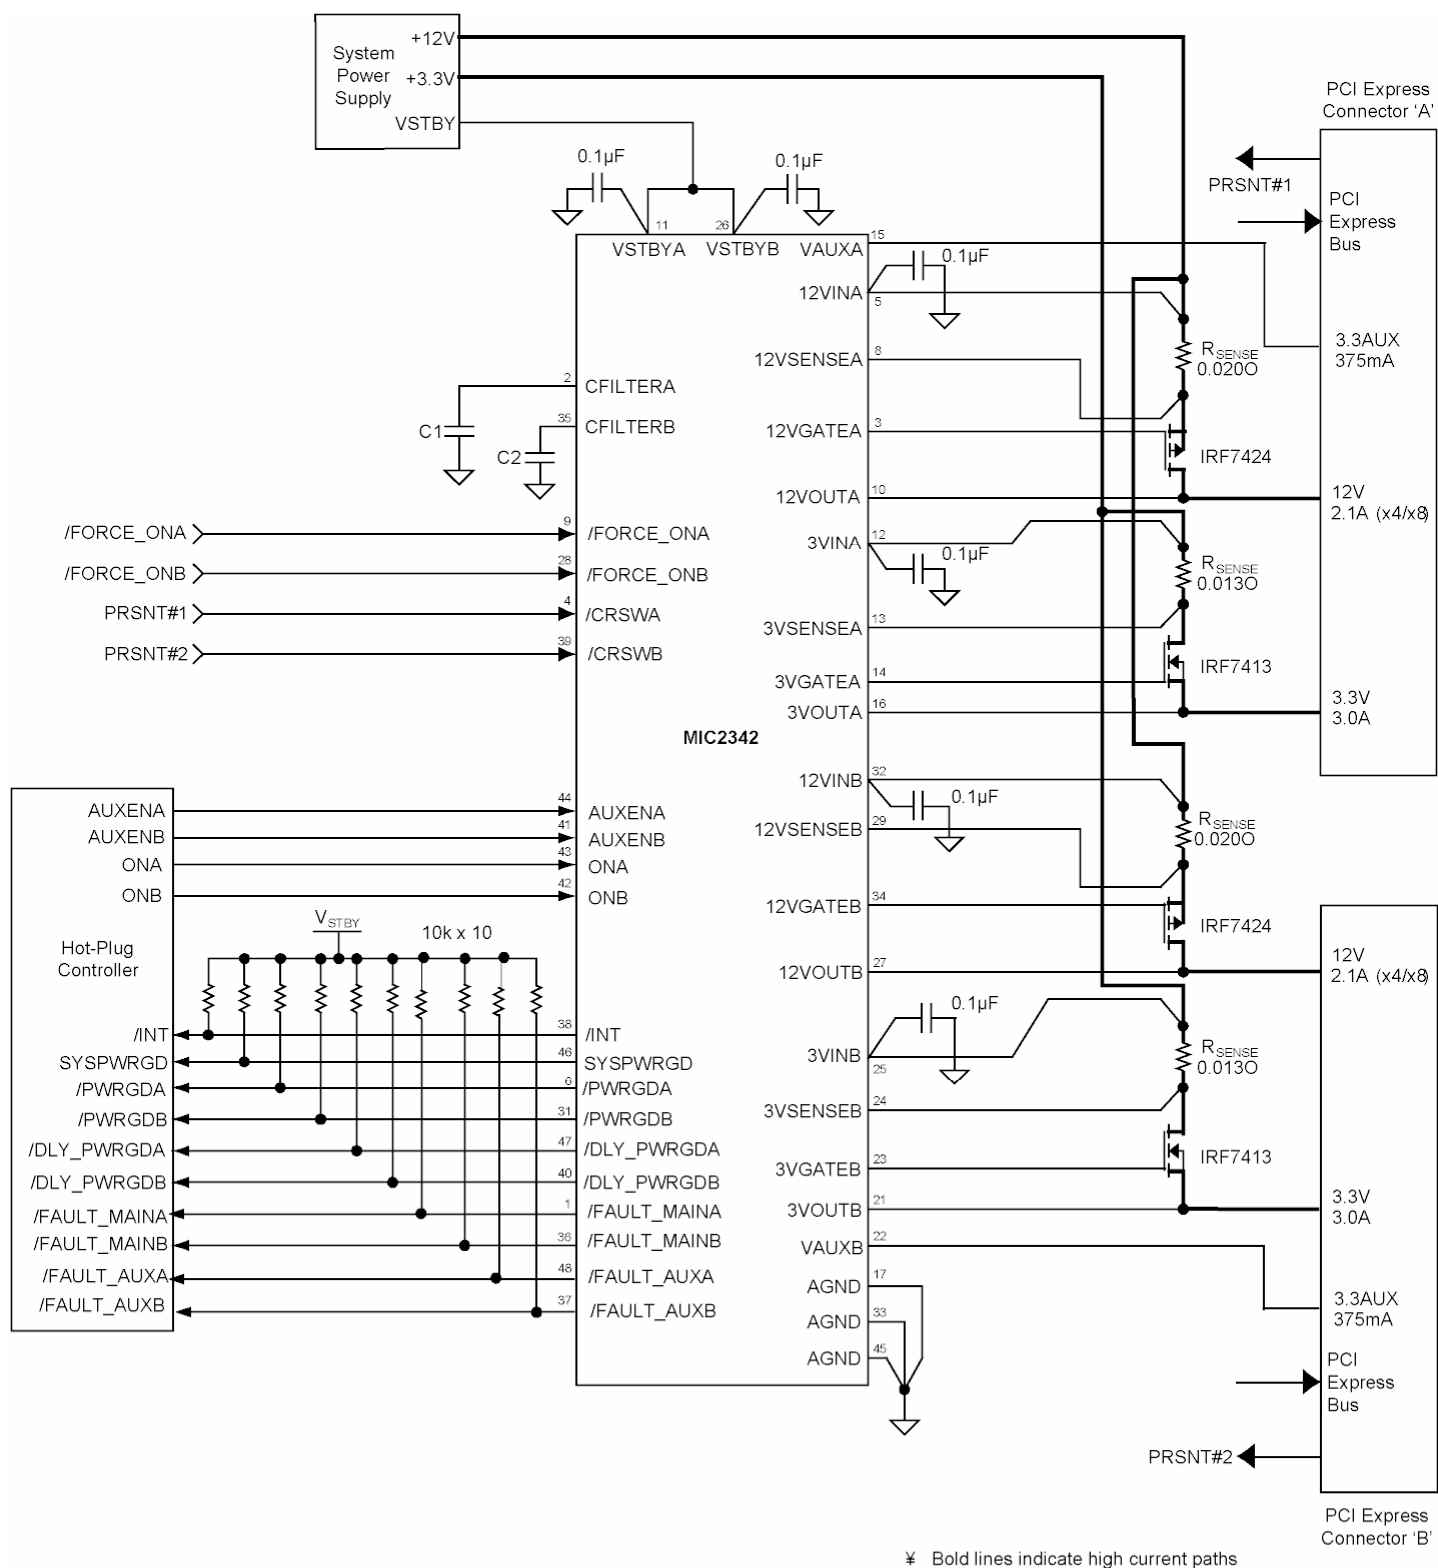 System
Power
Supply
+12V
+3.3V
VSTBY
PCI Express
Connector 'A'
0.1µF
0.1µF
PRSNT#1
PCI
Express
Bus
11
26
15
VSTBYA
VSTBYB
VAUXA
0.1µF
12VINA
5
3.3AUX
375mA
RSENSE
0.020O
12VSENSEA
8
2
CFILTERA
35
CFILTERB
C1
C2
12VGATEA
3
IRF7424
12VOUTA
10
12V
2.1A (x4/x8)
/FORCE_ONA
9
/FORCE_ONA
3VINA
12
0.1µF
/FORCE_ONB
28
/FORCE_ONB
RSENSE
0.013O
PRSNT#1
4
/CRSWA
3VSENSEA
13
PRSNT#2
39
/CRSWB
IRF7413
3VGATEA
14
3VOUTA
16
3.3V
3.0A
MIC2342
12VINB
32
0.1µF
AUXENA
44
AUXENA
12VSENSEB
29
RSENSE
0.020O
AUXENB
41
AUXENB
ONA
43
ONA
ONB
42
ONB
12VGATEB
34
IRF7424
VSTBY
10k x 10
Hot-Plug
Controller
12VOUTB
27
12V
2.1A (x4/x8)
0.1µF
/INT
38
/INT
3VINB
25
RSENSE
0.013O
SYSPWRGD
46
SYSPWRGD
/PWRGDA
6
/PWRGDA
3VSENSEB
24
/PWRGDB
31
/PWRGDB
/DLY_PWRGDA
47
/DLY_PWRGDA
3VGATEB
23
IRF7413
/DLY_PWRGDB
40
/DLY_PWRGDB
/FAULT_MAINA
1
/FAULT_MAINA
3VOUTB
21
3.3V
3.0A
/FAULT_MAINB
36
/FAULT_MAINB
VAUXB
22
/FAULT_AUXA
48
/FAULT_AUXA
AGND
17
/FAULT_AUXB
37
/FAULT_AUXB
3.3AUX
375mA
AGND
33
AGND
45
PCI
Express
Bus
PRSNT#2
PCI Express
Connector 'B'
¥ Bold lines indicate high current paths